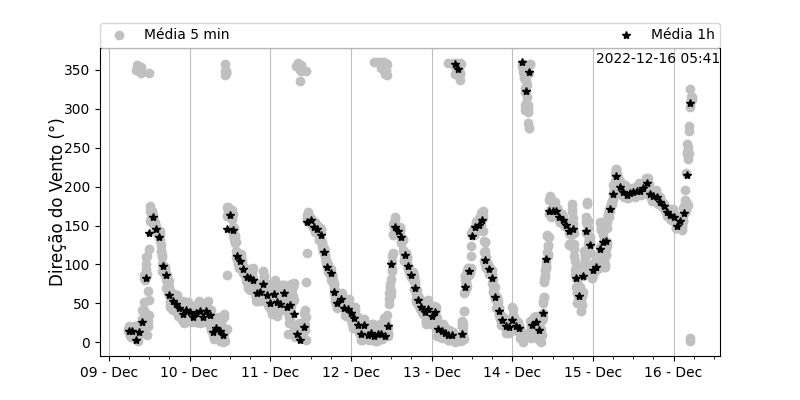 Média 5 min
Média 1h
2022-12-16 05:41
Direção do Vento (°)
350
300
250
200
150
100
50
0
09 - Dec
10 - Dec
11 - Dec
12 - Dec
13 - Dec
14 - Dec
15 - Dec
16 - Dec